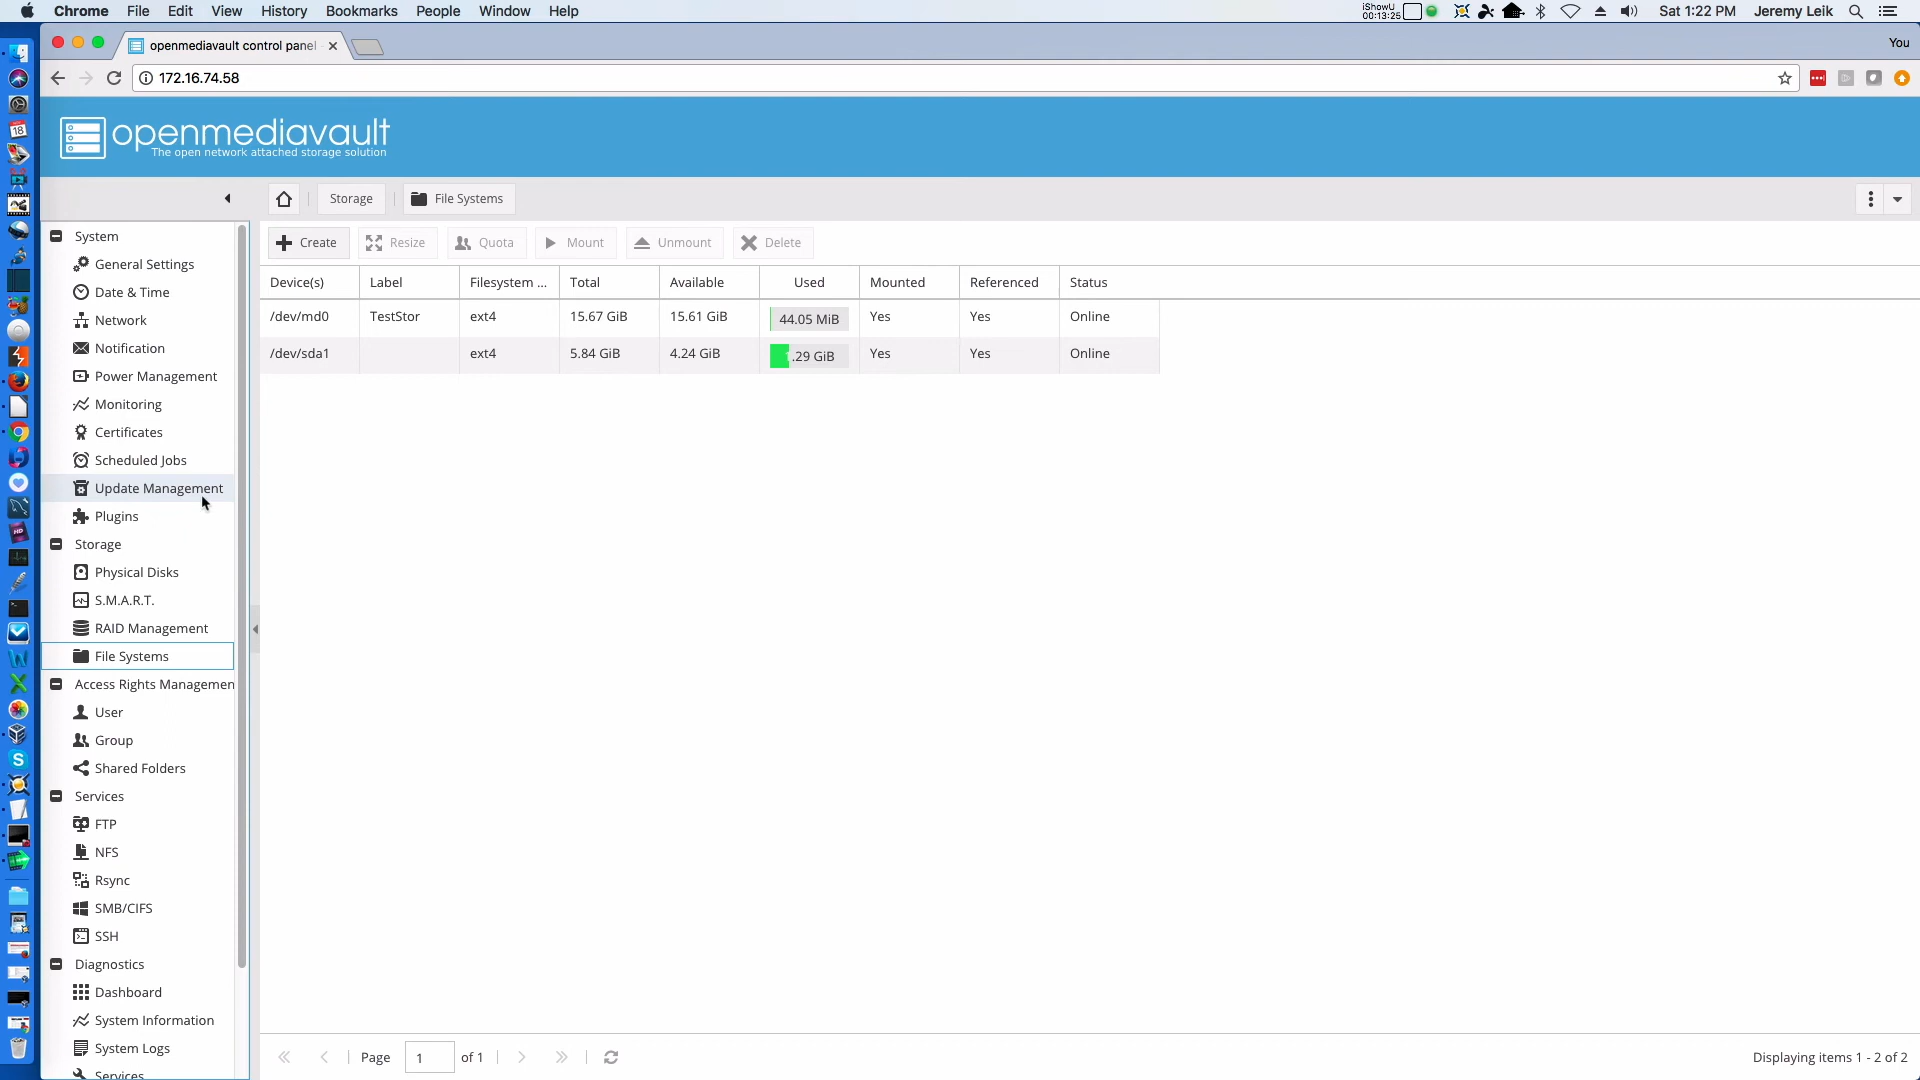 Chrome File Edit View History Bookmarks People Window Help
iShowU
00:13:25
Sat 1:22 PM Jeremy Leik
openmediavault control panel
You
172.16.74.58
openmediavault
The open network attached storage solution
Storage File Systems
Create Resize Quota Mount Unmount Delete
Device(s) Label Filesystem ... Total Available Used Mounted Referenced Status
/dev/md0 TestStor ext4 15.67 GiB 15.61 GiB 44.05 MiB Yes Yes Online
/dev/sda1 ext4 5.84 GiB 4.24 GiB .29 GiB Yes Yes Online
System
General Settings
Date & Time
Network
Notification
Power Management
Monitoring
Certificates
Scheduled Jobs
Update Management
Plugins
Storage
Physical Disks
S.M.A.R.T.
RAID Management
File Systems
Access Rights Managemen
User
Group
Shared Folders
Services
FTP
NFS
Rsync
SMB/CIFS
SSH
Diagnostics
Dashboard
System Information
System Logs
Services
Page 1 of 1
Displaying items 1 - 2 of 2